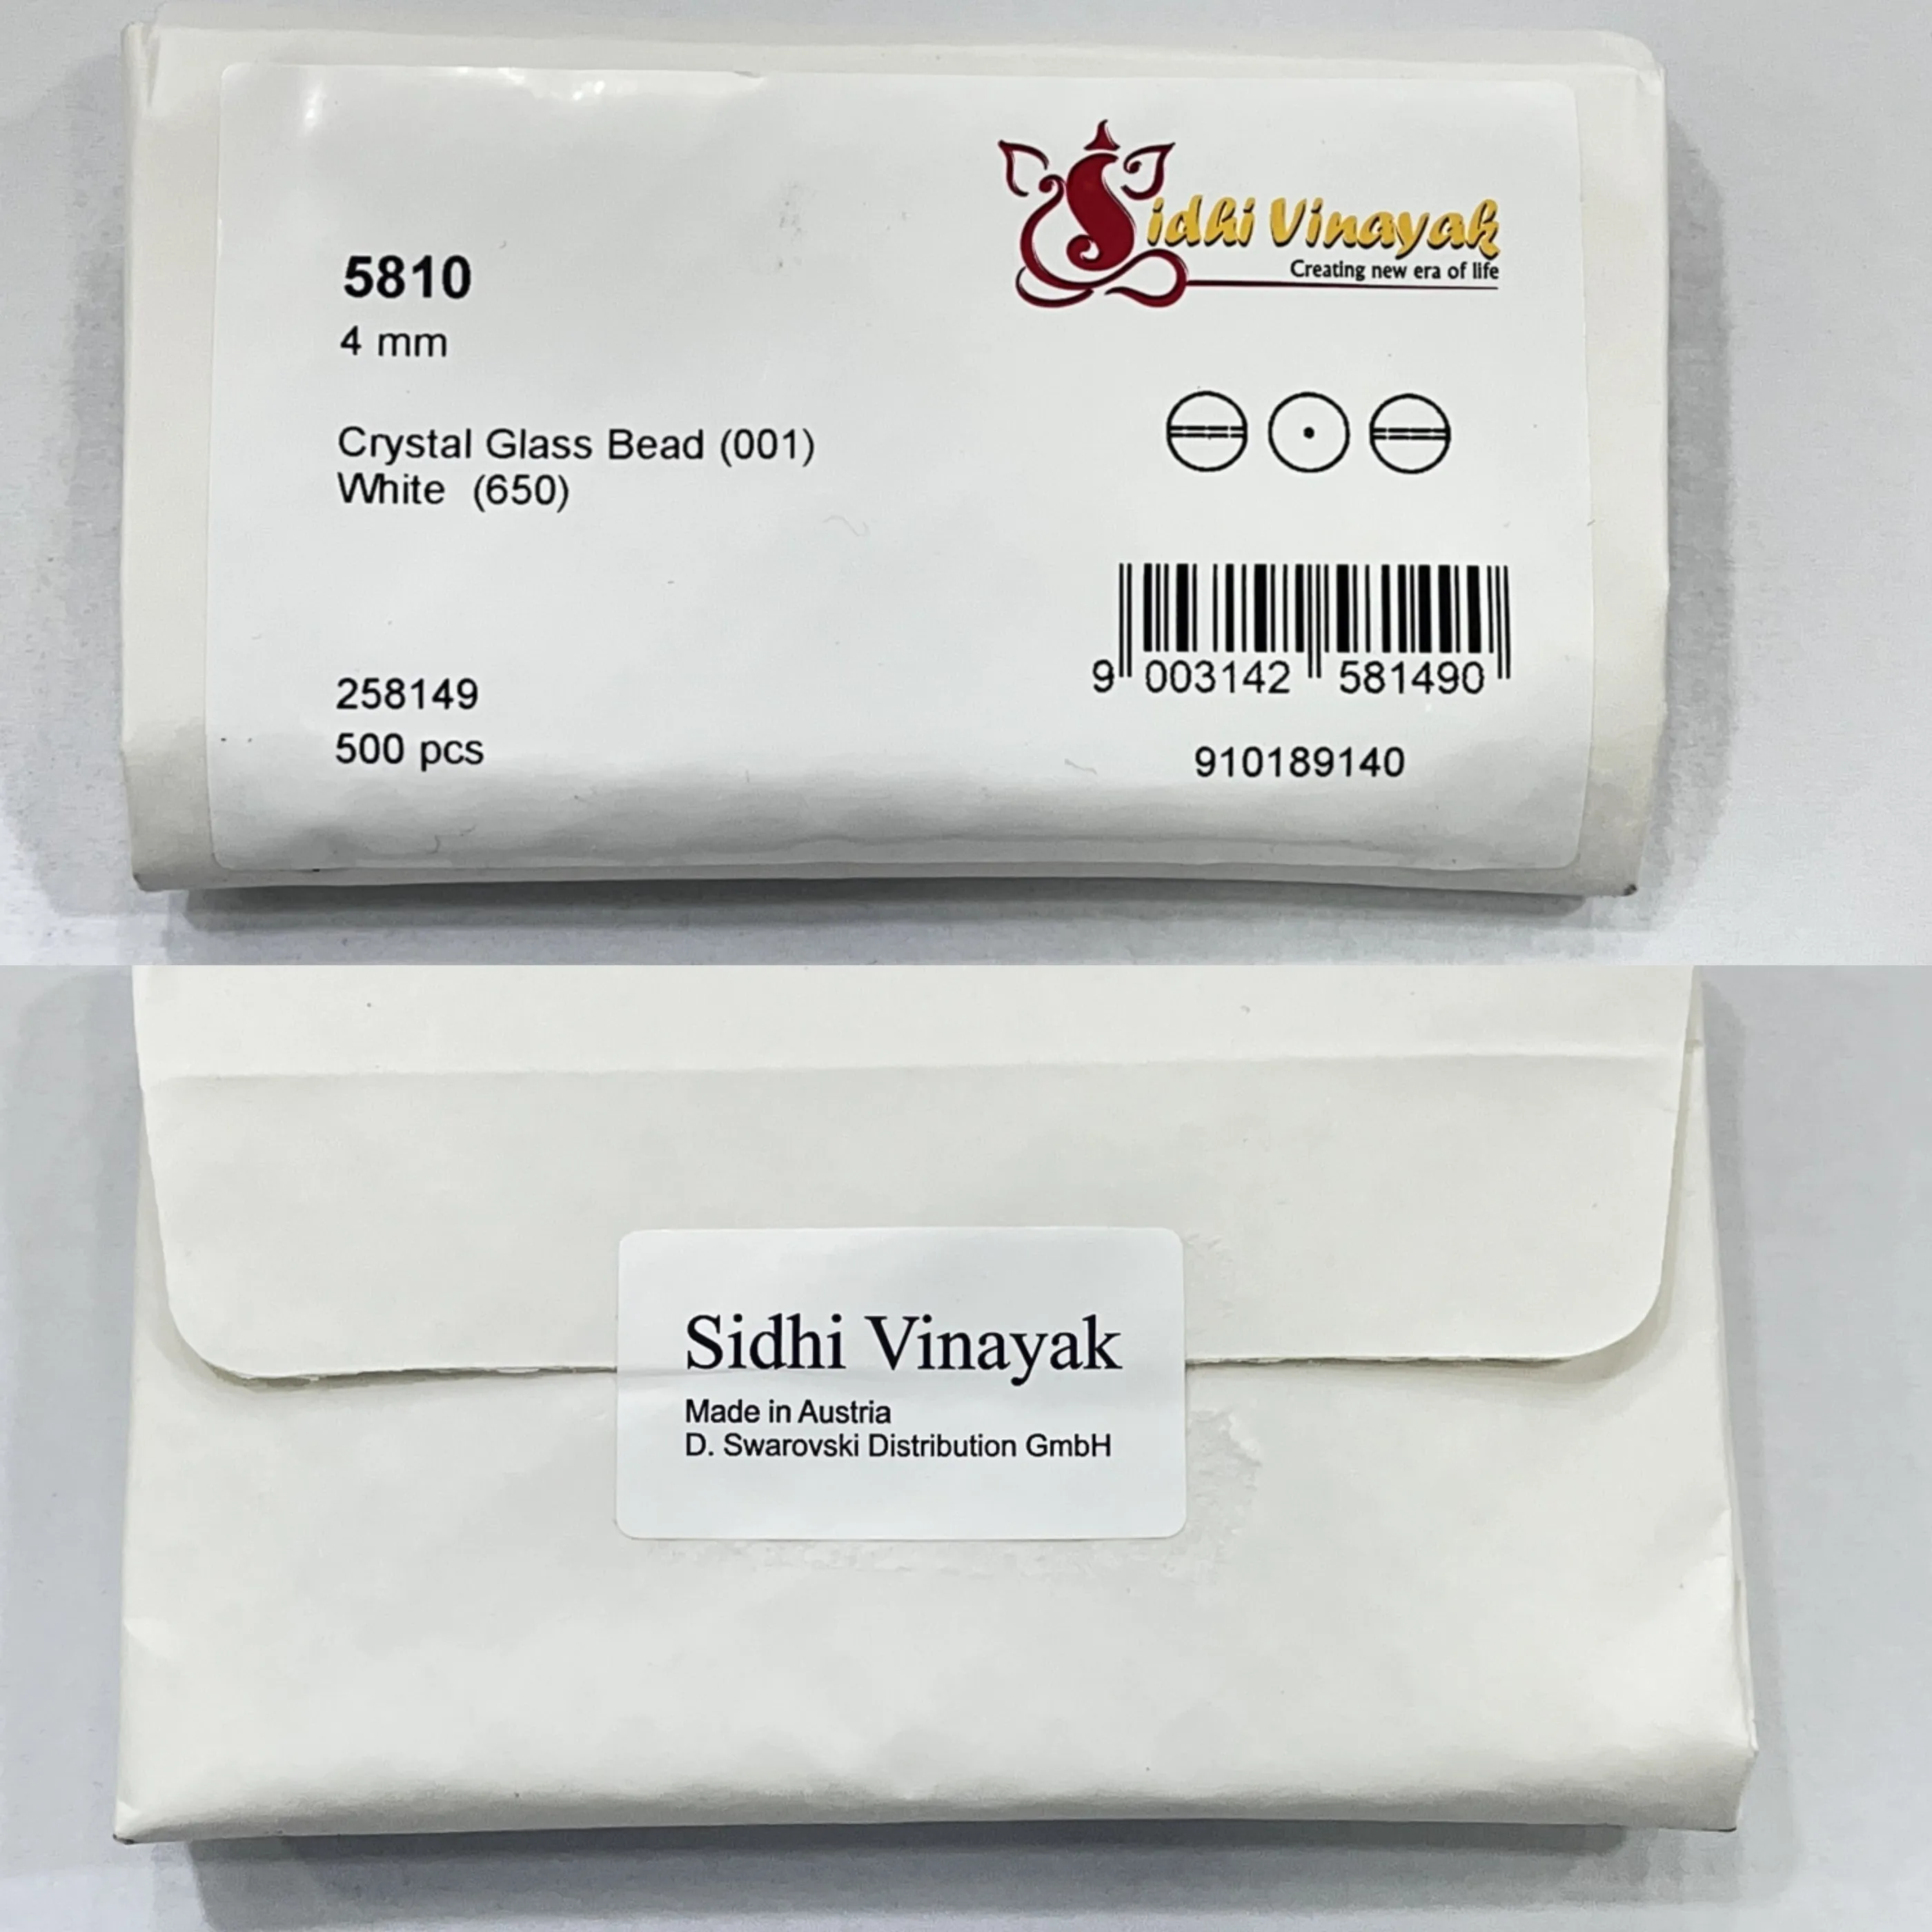 Sidhi Vinayak
Creating new era of life
5810
4 mm
Crystal Glass Bead (001)
White (650)
258149
500 pcs
9 003142 581490
910189140
Sidhi Vinayak
Made in Austria
D. Swarovski Distribution GmbH